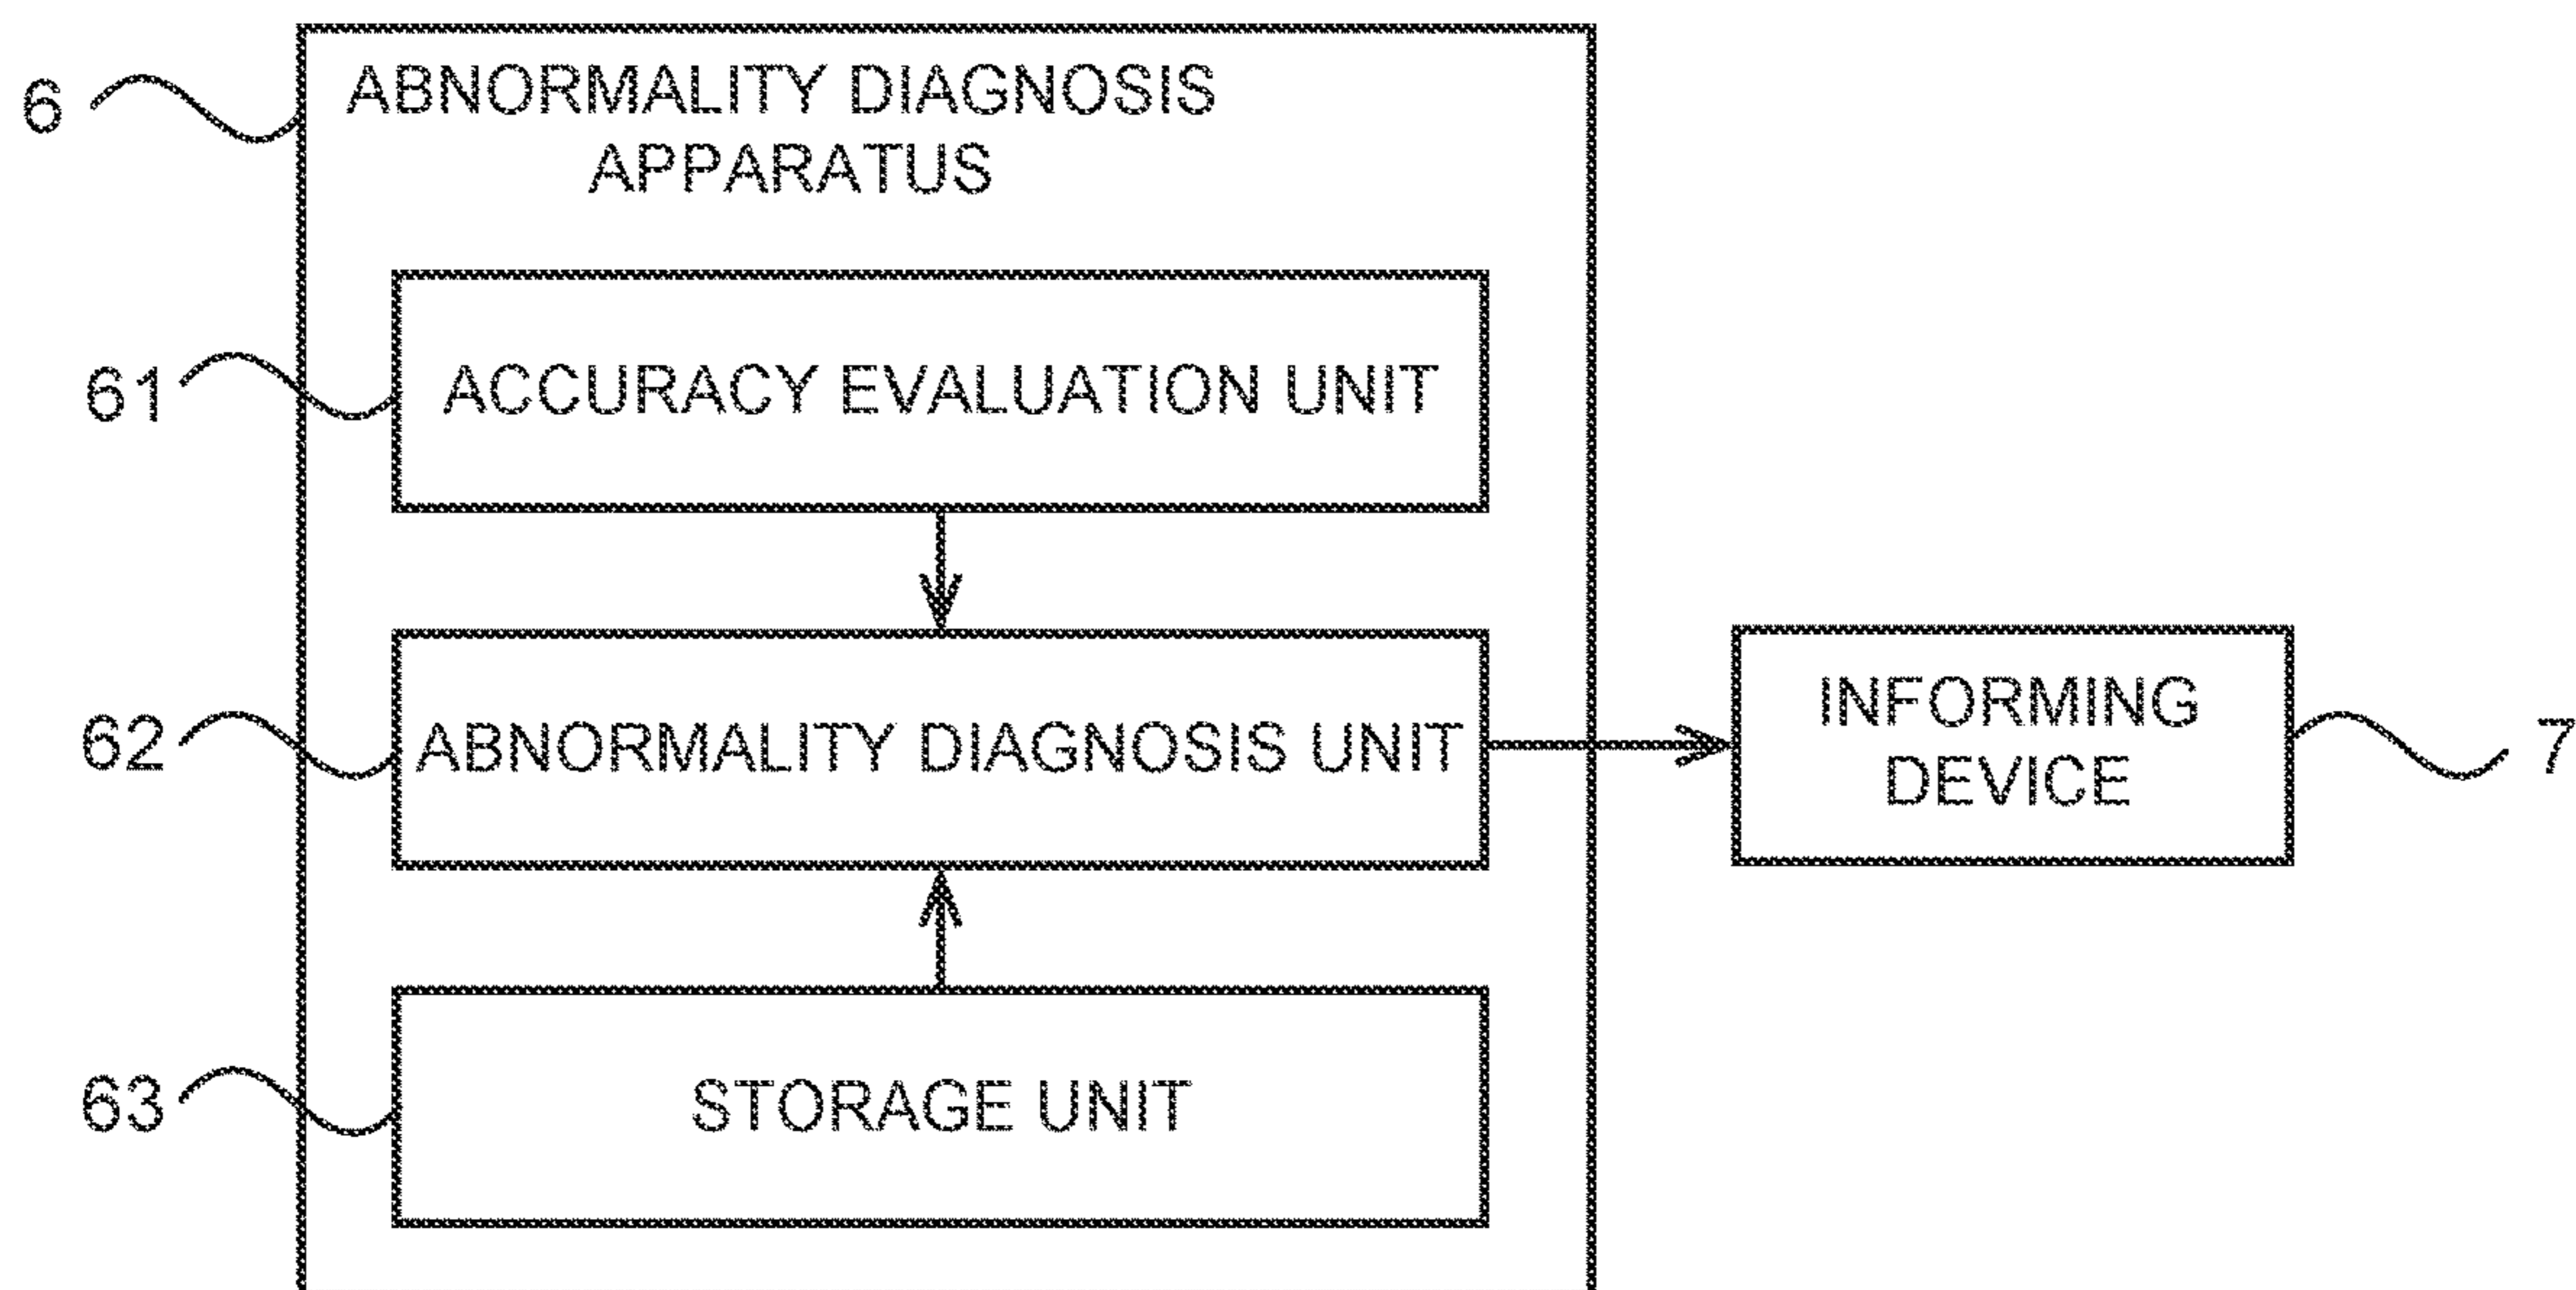 6
ABNORMALITY DIAGNOSIS
APPARATUS
61
ACCURACY EVALUATION UNIT
62
ABNORMALITY DIAGNOSIS UNIT
INFORMING
DEVICE
7
63
STORAGE UNIT